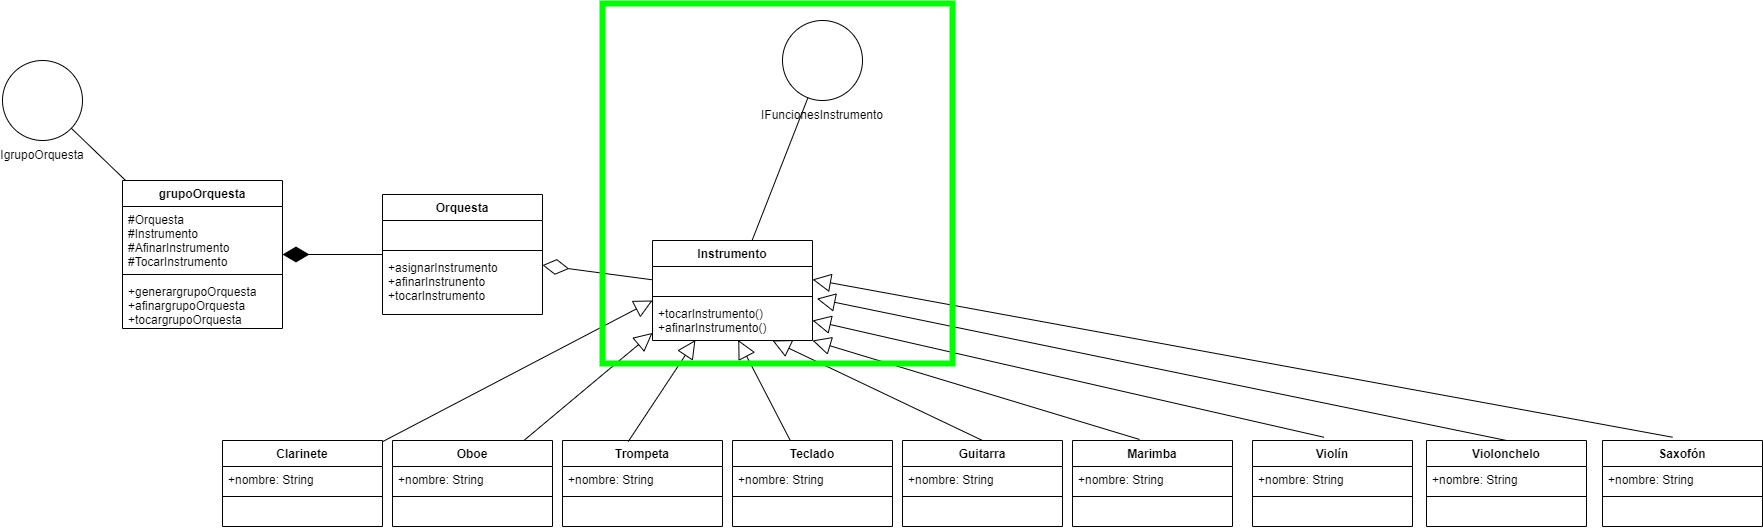 IgrupoOrquesta
grupoOrquesta
#Orquesta
#Instrumento
#AfinarInstrumento
#TocarInstrumento
+generargrupoOrquesta
+afinargrupoOrquesta
+tocargrupoOrquesta
Orquesta
+asignarInstrumento
+afinarInstrunento
+tocarInstrumento
IFuncionesInstrumento
Instrumento
+tocarInstrumento()
+afinarInstrumento()
Clarinete
+nombre: String
Oboe
+nombre: String
Trompeta
+nombre: String
Teclado
+nombre: String
Guitarra
+nombre: String
Marimba
+nombre: String
Violín
+nombre: String
Violonchelo
+nombre: String
Saxofón
+nombre: String